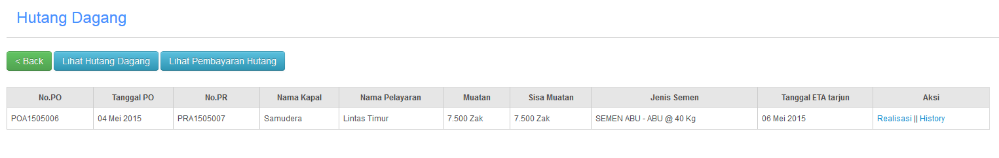 Hutang Dagang
< Back Lihat Hutang Dagang Lihat Pembayaran Hutang
No.PO Tanggal PO No.PR Nama Kapal Nama Pelayaran Muatan Sisa Muatan Jenis Semen Tanggal ETA tarjun Aksi
POA1505006 04 Mei 2015 PRA1505007 Samudera Lintas Timur 7.500 Zak 7.500 Zak SEMEN ABU - ABU @ 40 Kg 06 Mei 2015 Realisasi || History